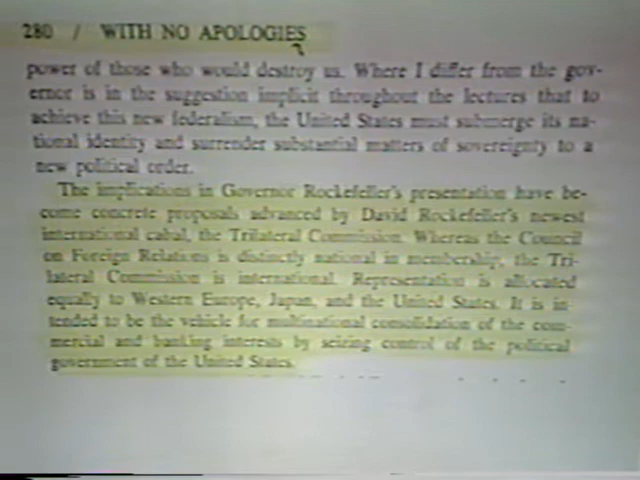 280 / WITH NO APOLOGIES
power of those who would destroy us. Where I differ from the gov-
ernor is in the suggestion implicit throughout the lectures that to
achieve this new federalism, the United States must submerge its na-
tional identity and surrender substantial matters of sovereignty to a
new political order.
The implications in Governor Rockefeller's presentation have be-
come concrete proposals advanced by David Rockefeller's newest
international cabal, the Trilateral Commission. Whereas the Council
on Foreign Relations is distinctly national in membership, the Tri-
lateral Commission is international. Representation is allocated
equally to Western Europe, Japan, and the United States. It is in-
tended to be the vehicle for multinational consolidation of the com-
mercial and banking interests by seizing control of the political
government of the United States.